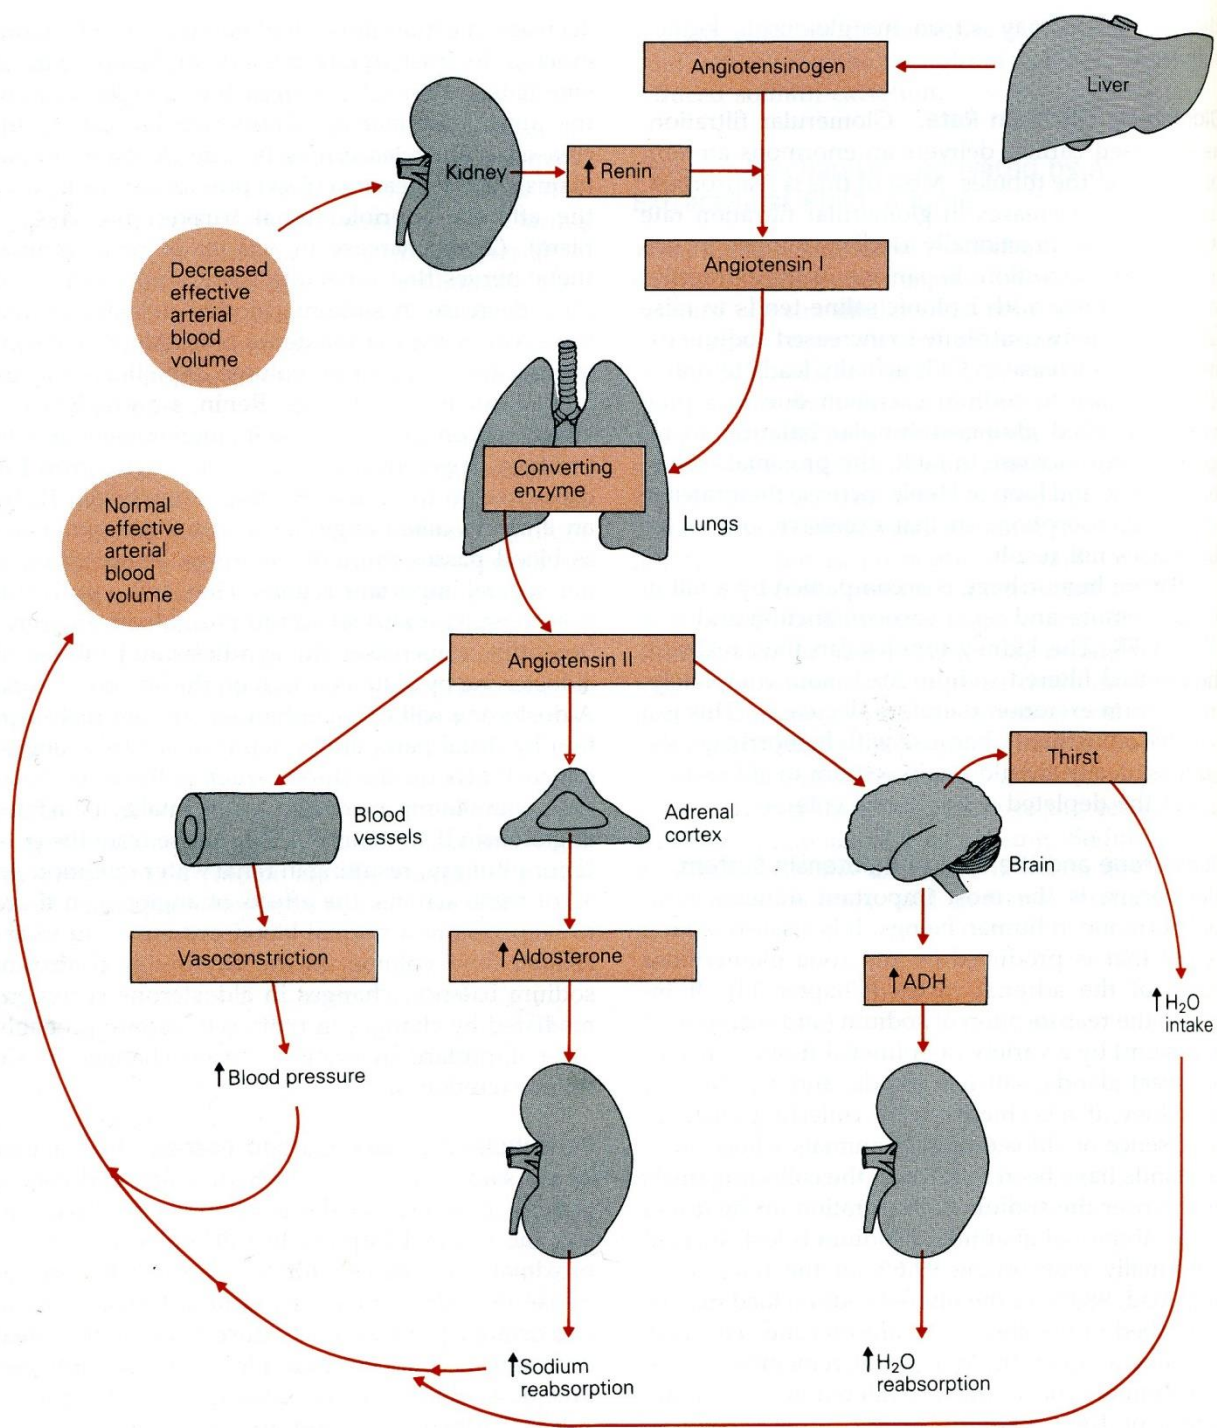 Angiotensinogen
Liver
Kidney
↑ Renin
Decreased
effective
arterial
blood
volume
Angiotensin I
Converting
enzyme
Lungs
Normal
effective
arterial
blood
volume
Angiotensin II
Thirst
Blood
vessels
Adrenal
cortex
Brain
Vasoconstriction
↑ Aldosterone
↑ ADH
↑ H₂O
intake
↑ Blood pressure
↑ Sodium
reabsorption
↑ H₂O
reabsorption